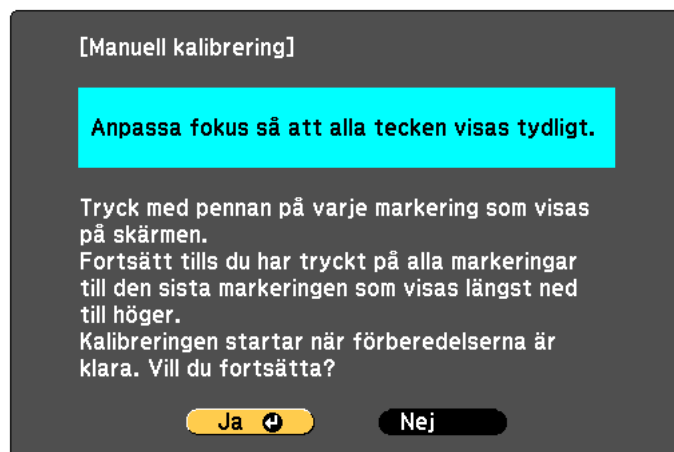 [Manuell kalibrering]
Anpassa fokus så att alla tecken visas tydligt.
Tryck med pennan på varje markering som visas
på skärmen.
Fortsätt tills du har tryckt på alla markeringar
till den sista markeringen som visas längst ned
till höger.
Kalibreringen startar när förberedelserna är
klara. Vill du fortsätta?
Ja
Nej